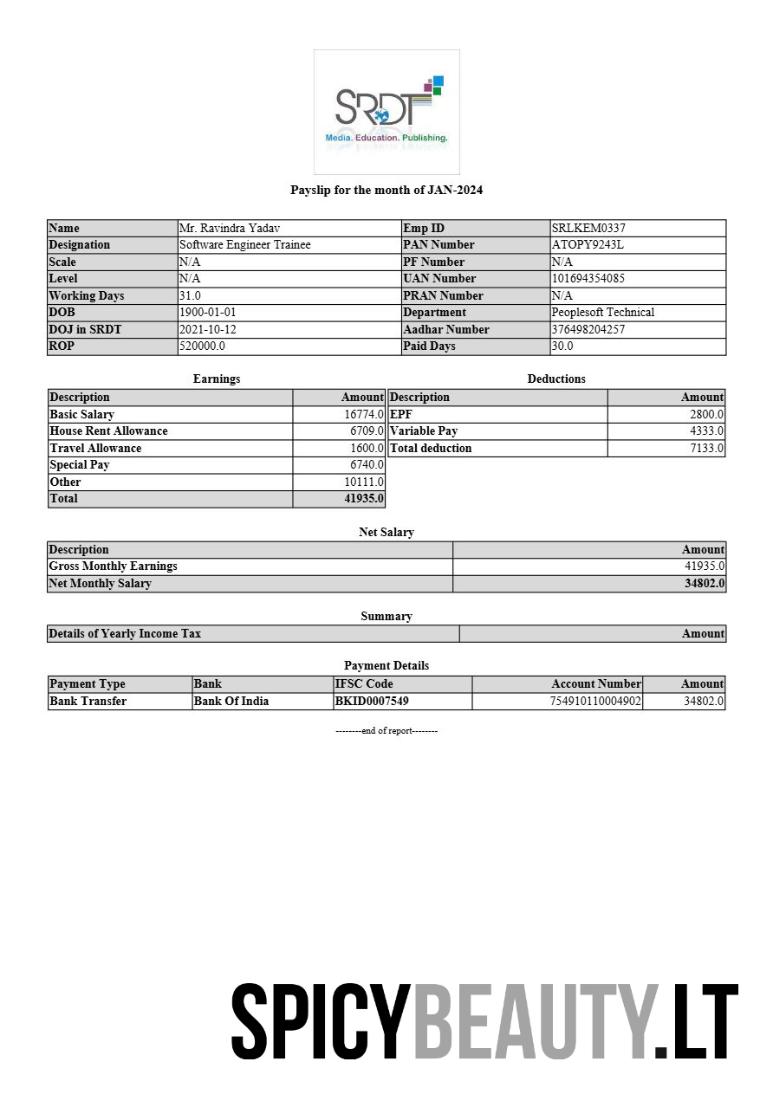 SRDT
Media. Education. Publishing.
Payslip for the month of JAN-2024
Name Mr. Ravindra Yadav Emp ID SRLKEM0337
Designation Software Engineer Trainee PAN Number ATOPY9243L
Scale N/A PF Number N/A
Level N/A UAN Number 101694354085
Working Days 31.0 PRAN Number N/A
DOB 1900-01-01 Department Peoplesoft Technical
DOJ in SRDT 2021-10-12 Aadhar Number 376498204257
ROP 520000.0 Paid Days 30.0
Earnings Deductions
Description Amount Description Amount
Basic Salary 16774.0 EPF 2800.0
House Rent Allowance 6709.0 Variable Pay 4333.0
Travel Allowance 1600.0 Total deduction 7133.0
Special Pay 6740.0
Other 10111.0
Total 41935.0
Net Salary
Description Amount
Gross Monthly Earnings 41935.0
Net Monthly Salary 34802.0
Summary
Details of Yearly Income Tax Amount
Payment Details
Payment Type Bank IFSC Code Account Number Amount
Bank Transfer Bank Of India BKID0007549 754910110004902 34802.0
--------end of report--------
SPICYBEAUTY.LT